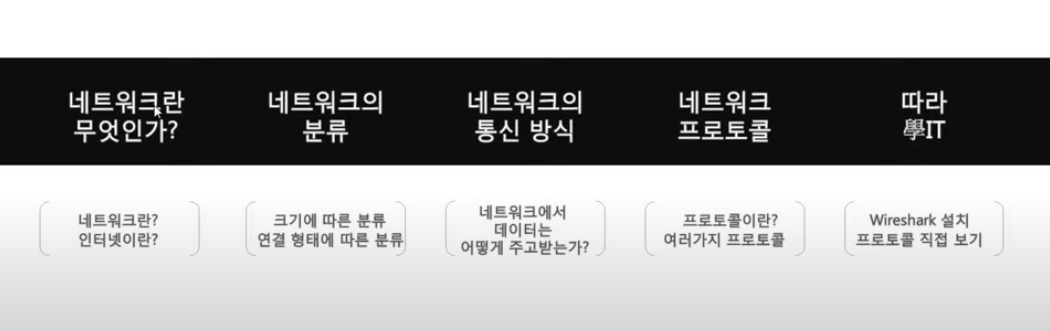 네트워크란
무엇인가?
네트워크의
분류
네트워크의
통신 방식
네트워크
프로토콜
따라
學IT
네트워크란?
인터넷이란?
크기에 따른 분류
연결 형태에 따른 분류
네트워크에서
데이터는
어떻게 주고받는가?
프로토콜이란?
여러가지 프로토콜
Wireshark 설치
프로토콜 직접 보기